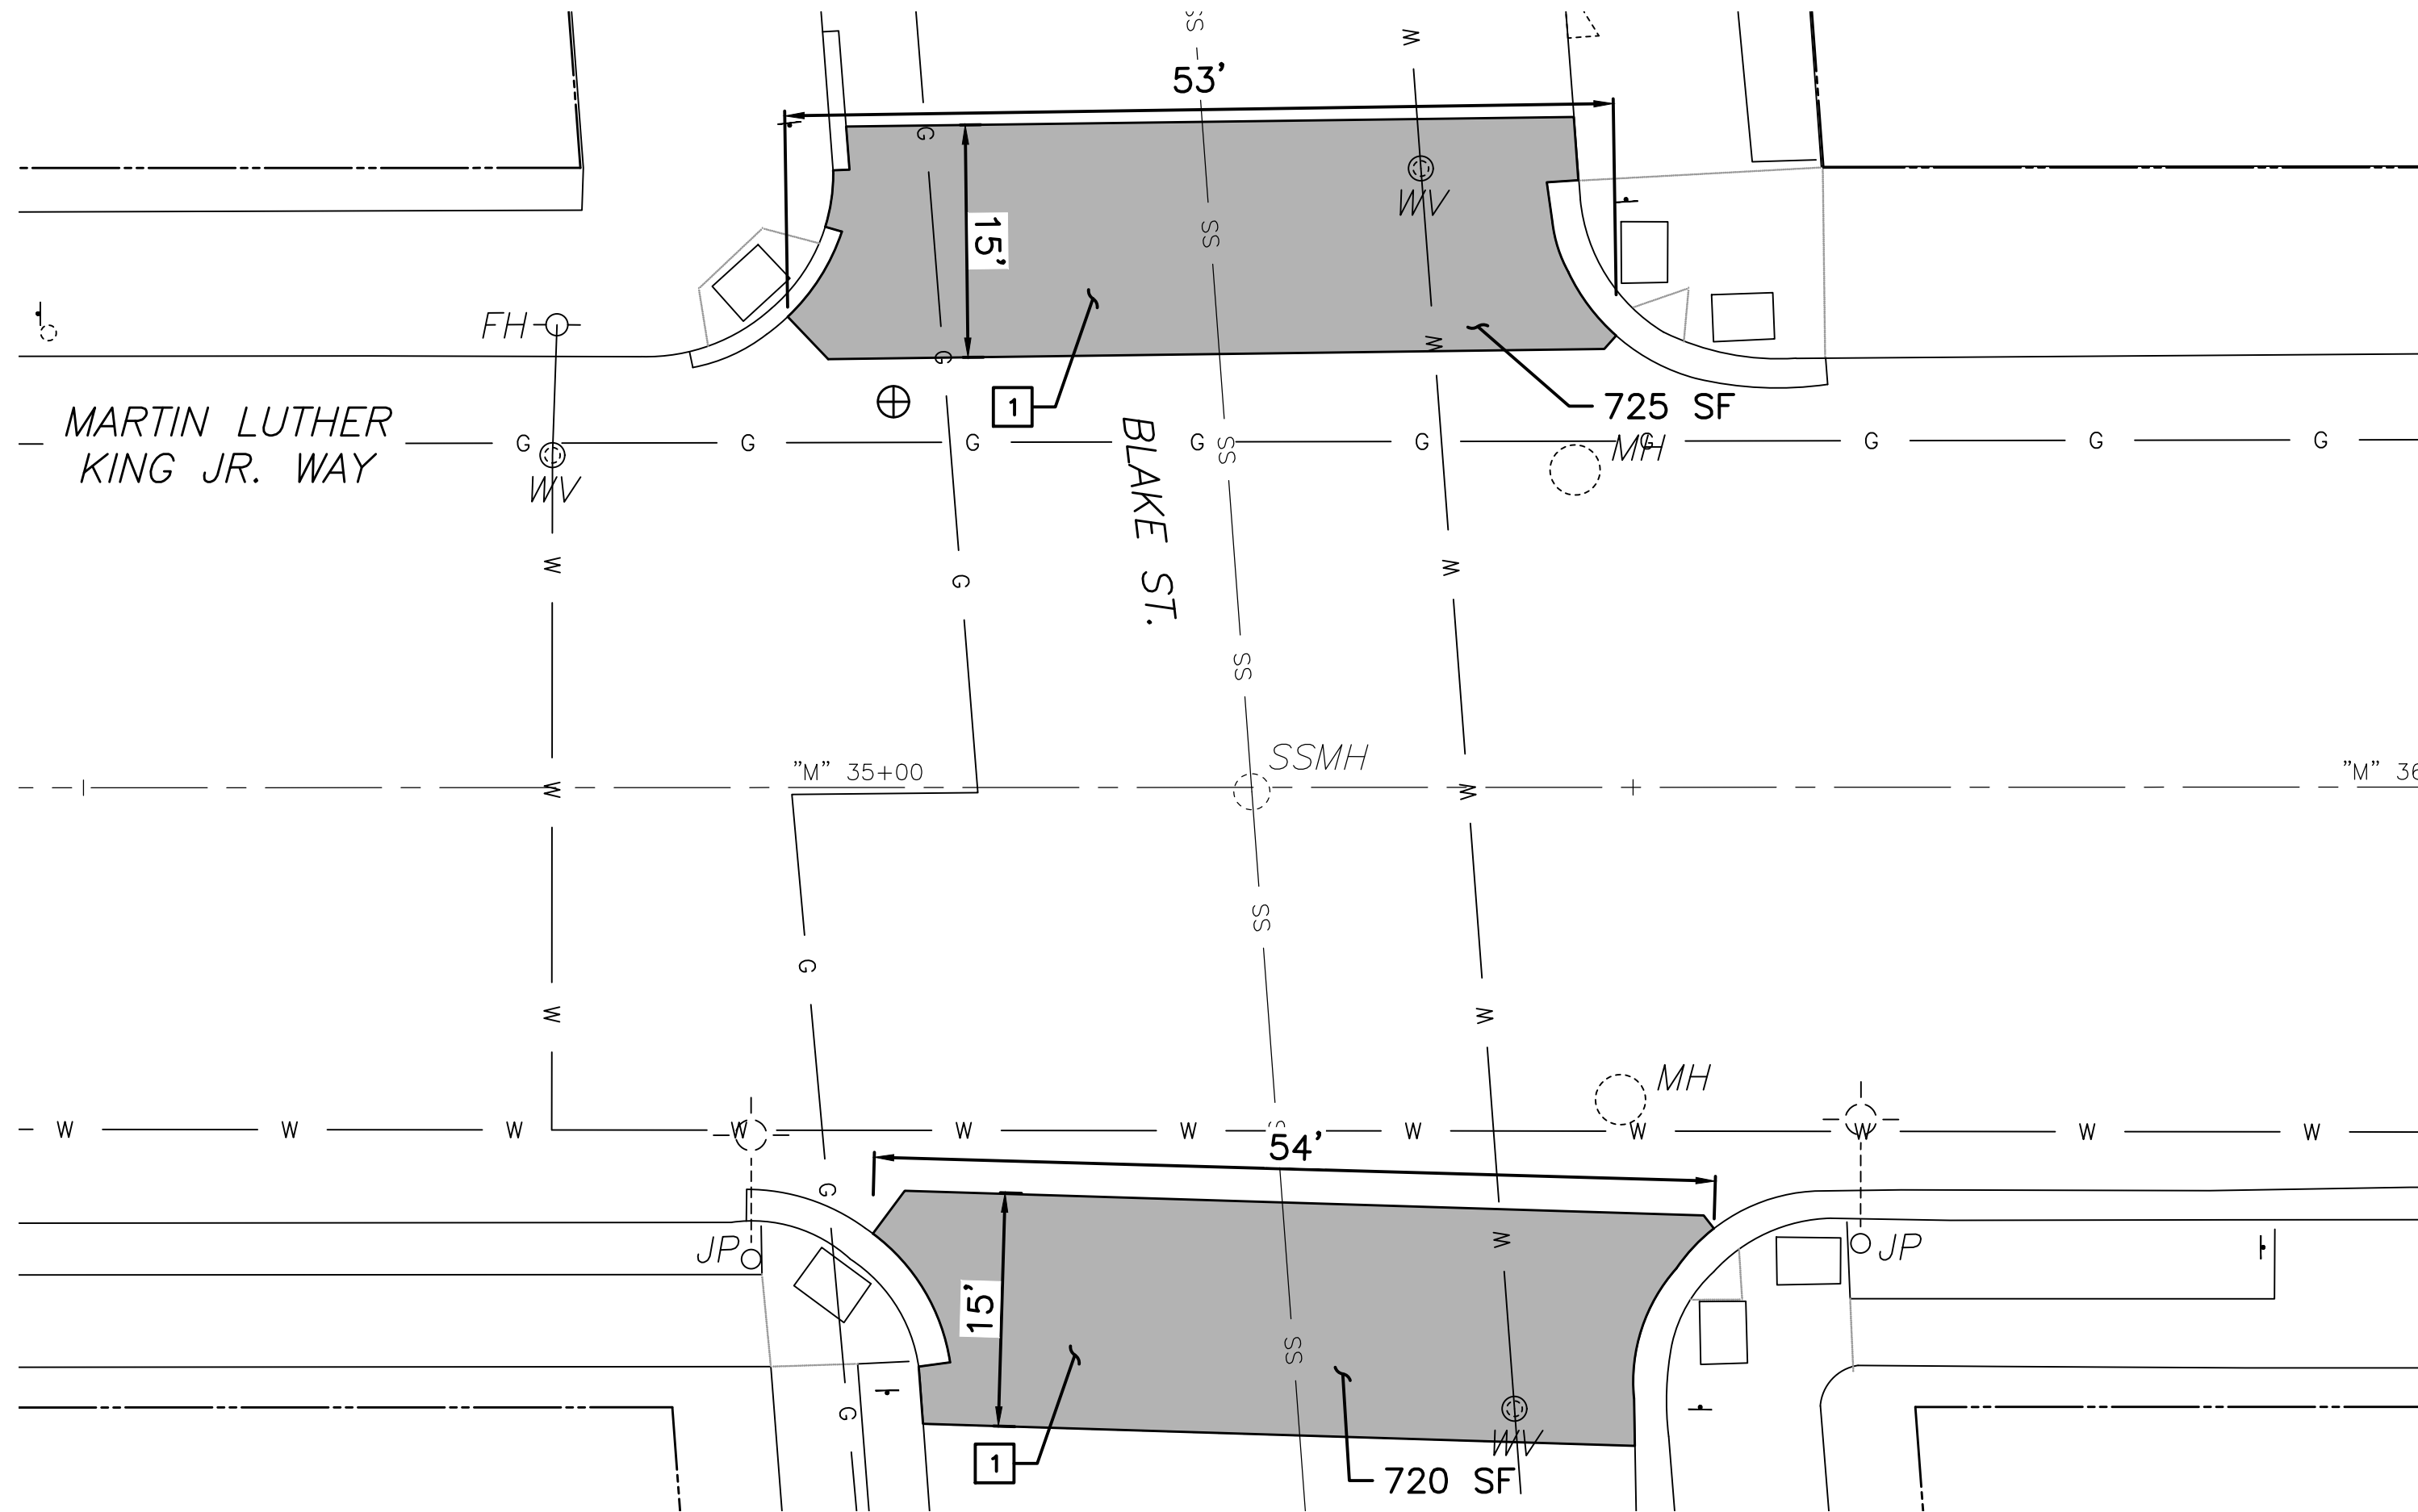 SS
W
53’
G
WV
15’
SS
FH
W
G
1
725 SF
MARTIN LUTHER
KING JR. WAY
G G G G SS G G G G G
MH
WV
BLAKE ST.
W
G
W
SS
"M" 35+00
SSMH
"M" 36
W
W
SS
G
W
W
MH
W W W W W W W W W W W
54’
G
JP
W
JP
15’
SS
G
WV
1
720 SF